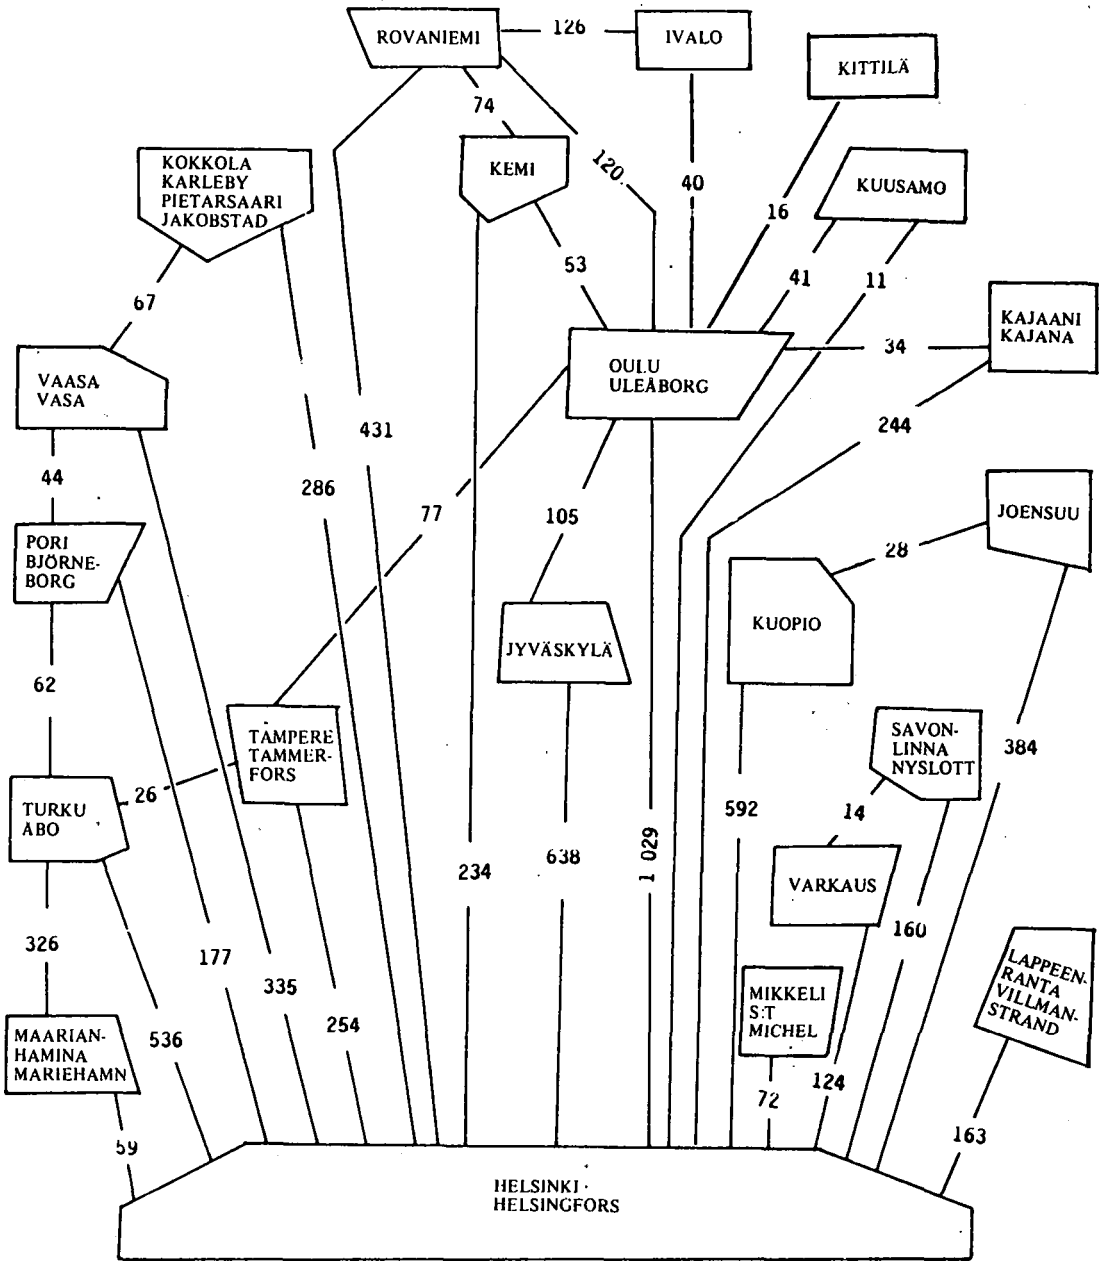 ROVANIEMI
126
IVALO
KITTILÄ
74
KOKKOLA
KARLEBY
PIETARSAARI
JAKOBSTAD
KEMI
120
40
KUUSAMO
16
53
41
11
67
KAJAANI
KAJANA
34
OULU
ULEÅBORG
VAASA
VASA
431
244
44
286
77
105
JOENSUU
28
PORI
BJÖRNE-
BORG
KUOPIO
JYVÄSKYLÄ
62
TAMPERE
TAMMER-
FORS
SAVON-
LINNA
NYSLOTT
384
26
TURKU
ÅBO
592
14
234
638
1 029
VARKAUS
326
177
160
LAPPEEN-
RANTA
VILLMAN-
STRAND
335
MIKKELI
S:T
MICHEL
254
MAARIAN-
HAMINA
MARIEHAMN
536
124
72
59
163
HELSINKI
HELSINGFORS